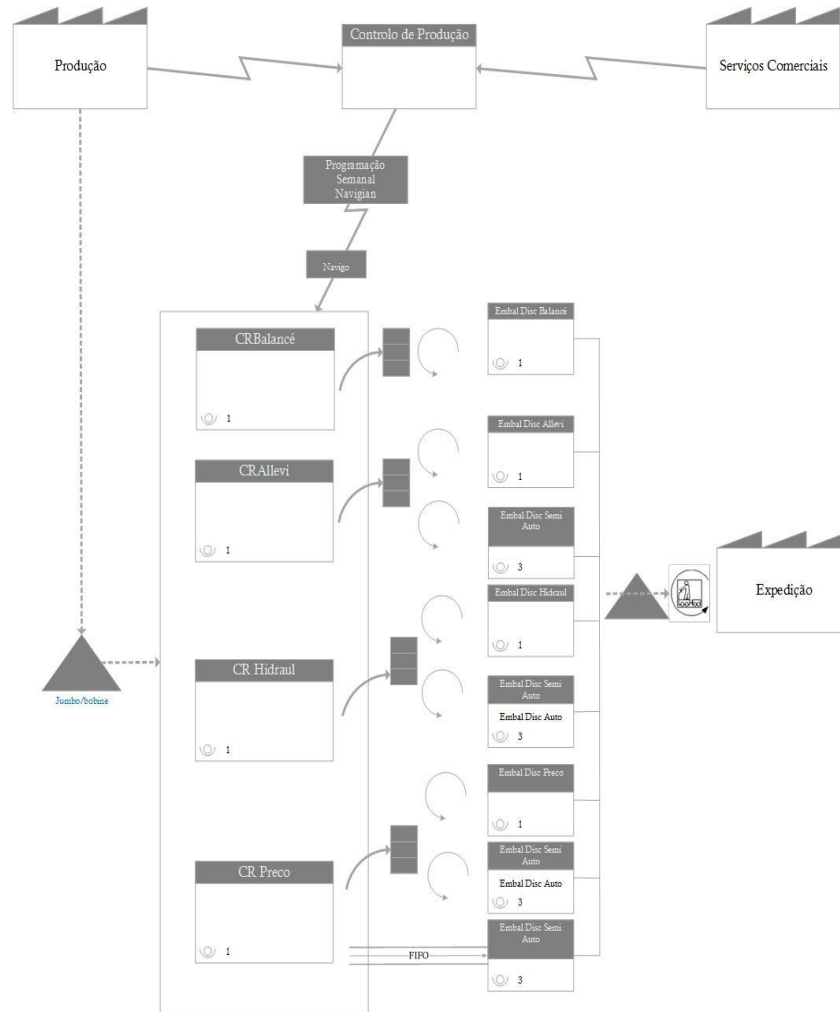 Produção
Controlo de Produção
Serviços Comerciais
Programação
Semanal
Navigian
Navigo
CRBalancé
1
Embal Disc Balancé
1
CRAllevi
1
Embal Disc Allevi
1
Embal Disc Semi
Auto
3
Expedição
Embal Disc Hidraul
1
Jumbo/bobine
CR Hidraul
1
Embal Disc Semi
Auto
Embal Disc Auto
3
Embal Disc Preco
1
CR Preco
1
Embal Disc Semi
Auto
Embal Disc Auto
3
FIFO
Embal Disc Semi
Auto
3